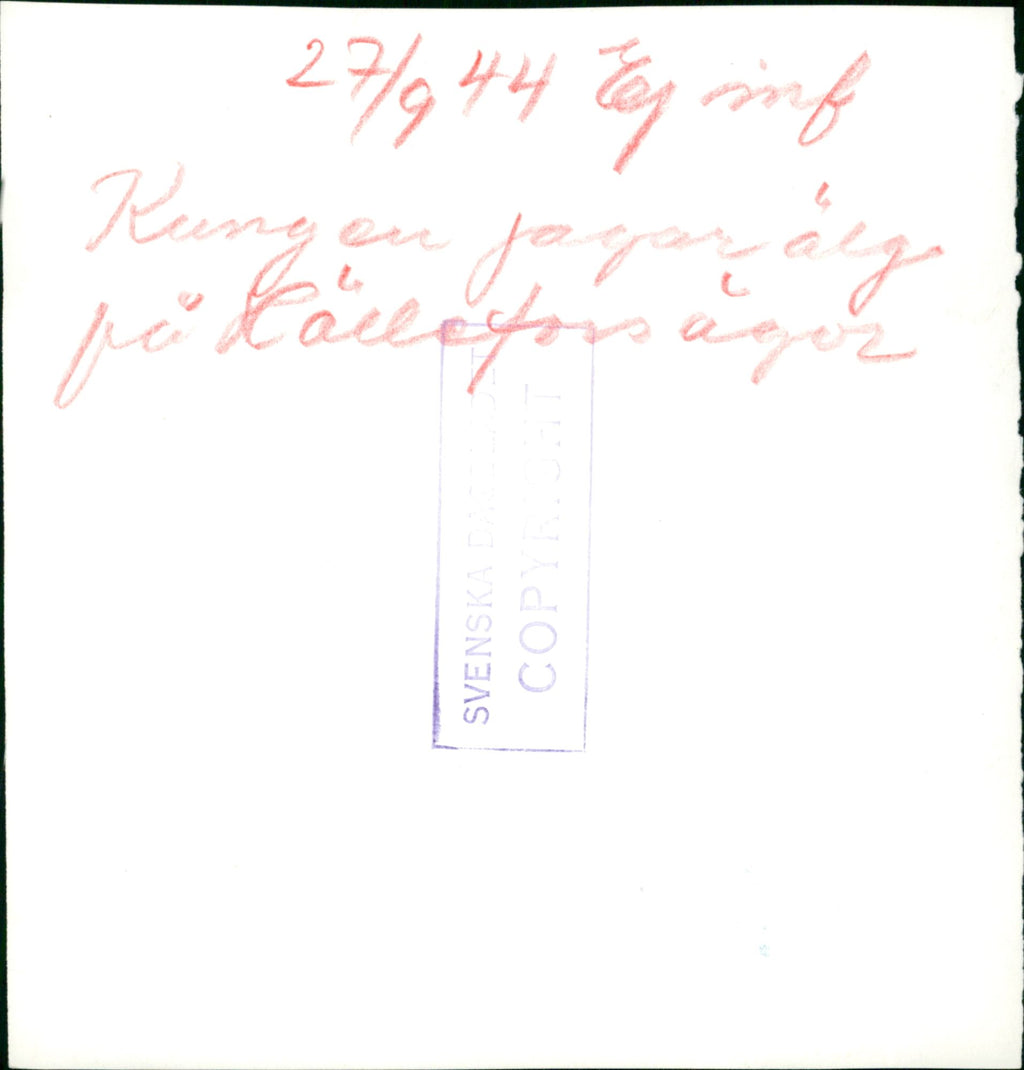 27/9 44 Ej inf
Kungen jagar älg
på Hällefors ägor
SVENSKA DAGBLADET
COPYRIGHT